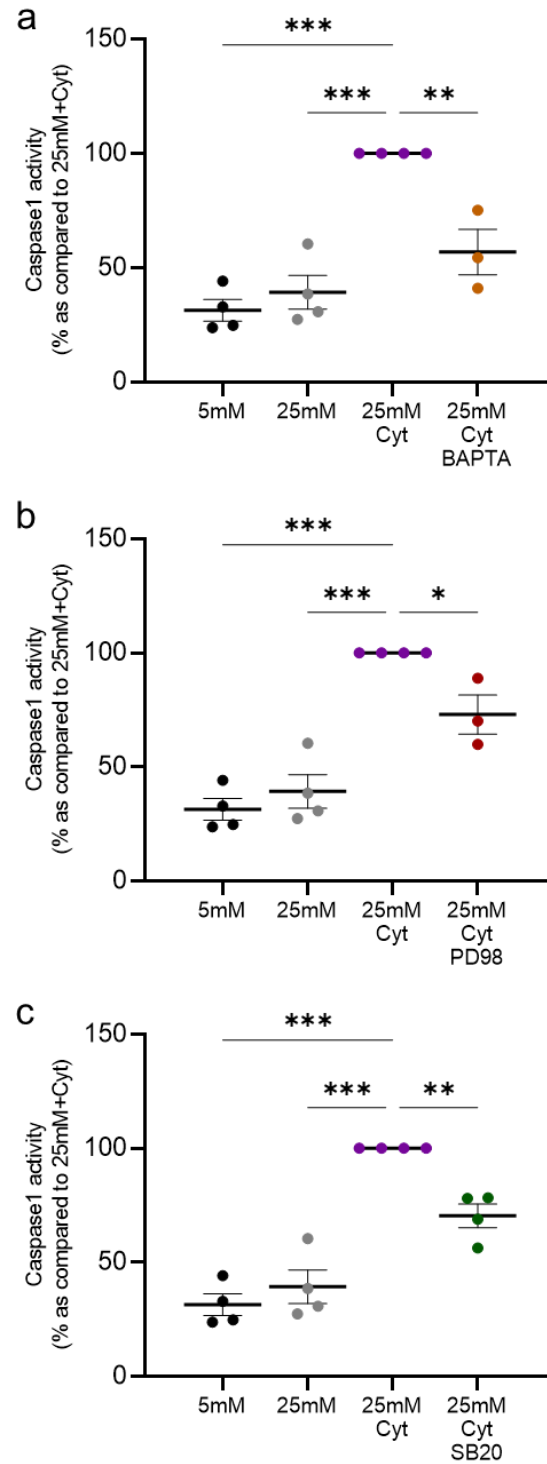 a
Caspase1 activity
(% as compared to 25mM+Cyt)
150
100
50
0
***
***
**
5mM
25mM
25mM
Cyt
25mM
Cyt
BAPTA
b
Caspase1 activity
(% as compared to 25mM+Cyt)
150
100
50
0
***
***
*
5mM
25mM
25mM
Cyt
25mM
Cyt
PD98
c
Caspase1 activity
(% as compared to 25mM+Cyt)
150
100
50
0
***
***
**
5mM
25mM
25mM
Cyt
25mM
Cyt
SB20